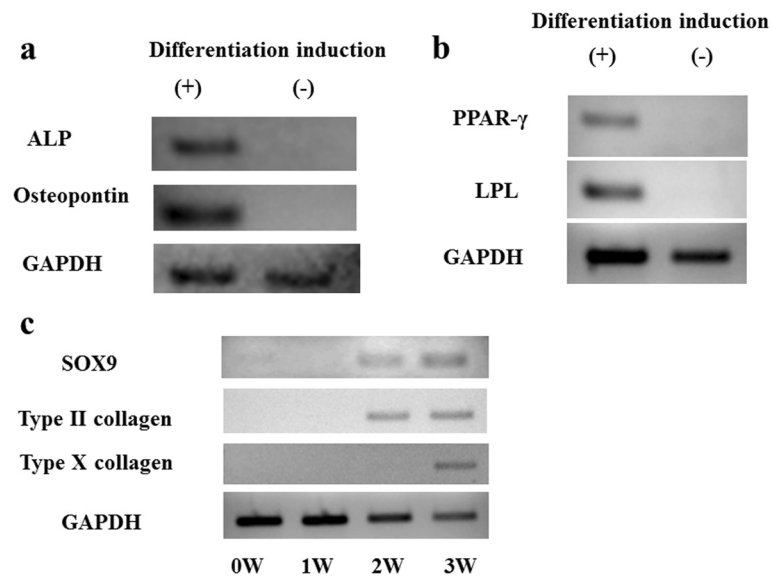 a
Differentiation induction
(+) (-)
ALP
Osteopontin
GAPDH
b
Differentiation induction
(+) (-)
PPAR-γ
LPL
GAPDH
c
SOX9
Type II collagen
Type X collagen
GAPDH
0W 1W 2W 3W